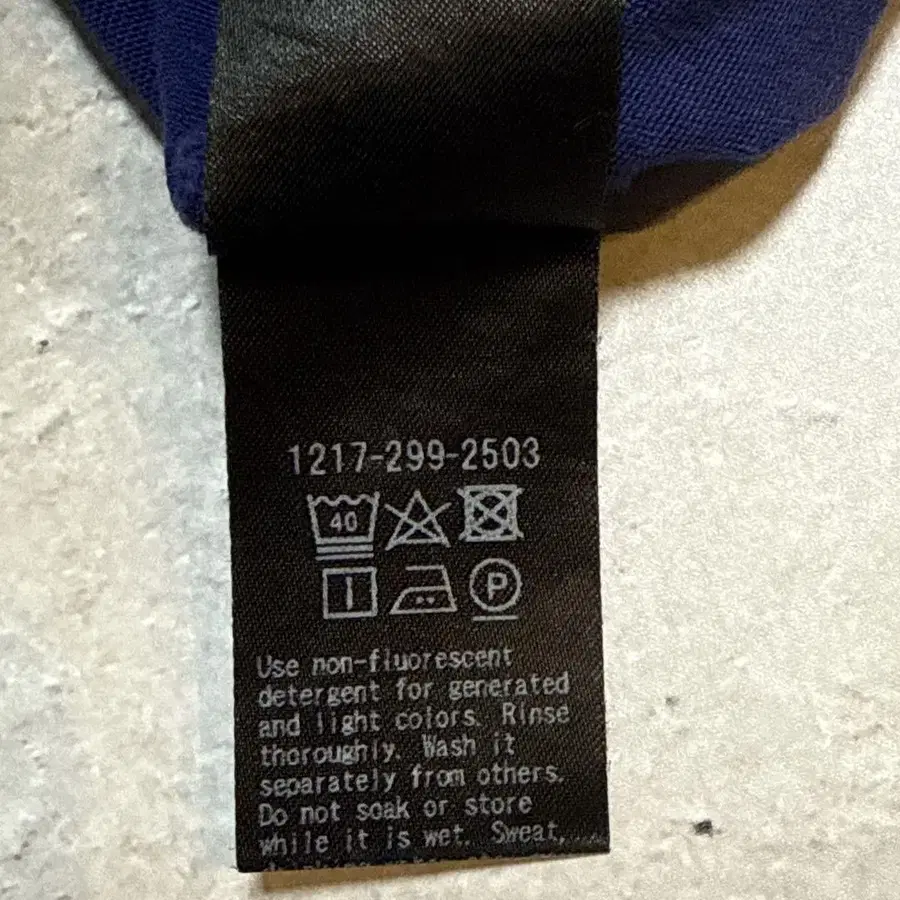 1217-299-2503
40
P
Use non-fluorescent
detergent for generated
and light colors. Rinse
thoroughly. Wash it
separately from others.
Do not soak or store
while it is wet. Sweat,